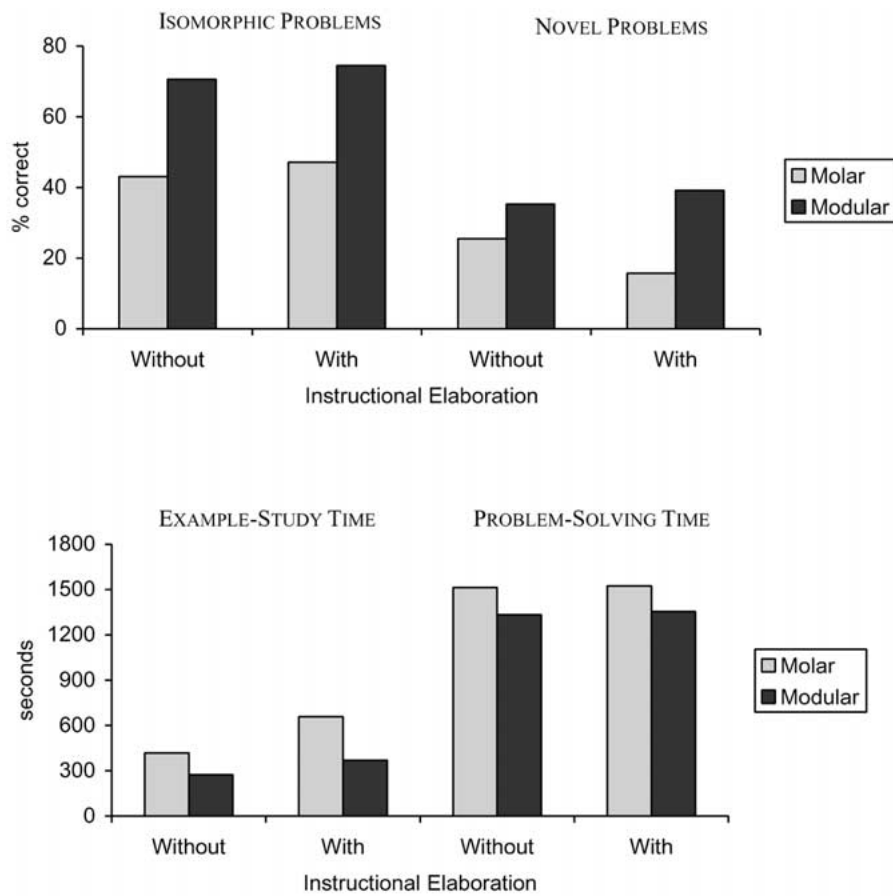 ISOMORPHIC PROBLEMS NOVEL PROBLEMS
80
60
40
20
0
% correct
Without With Without With
Instructional Elaboration
Molar
Modular
EXAMPLE-STUDY TIME PROBLEM-SOLVING TIME
1800
1500
1200
900
600
300
0
seconds
Without With Without With
Instructional Elaboration
Molar
Modular